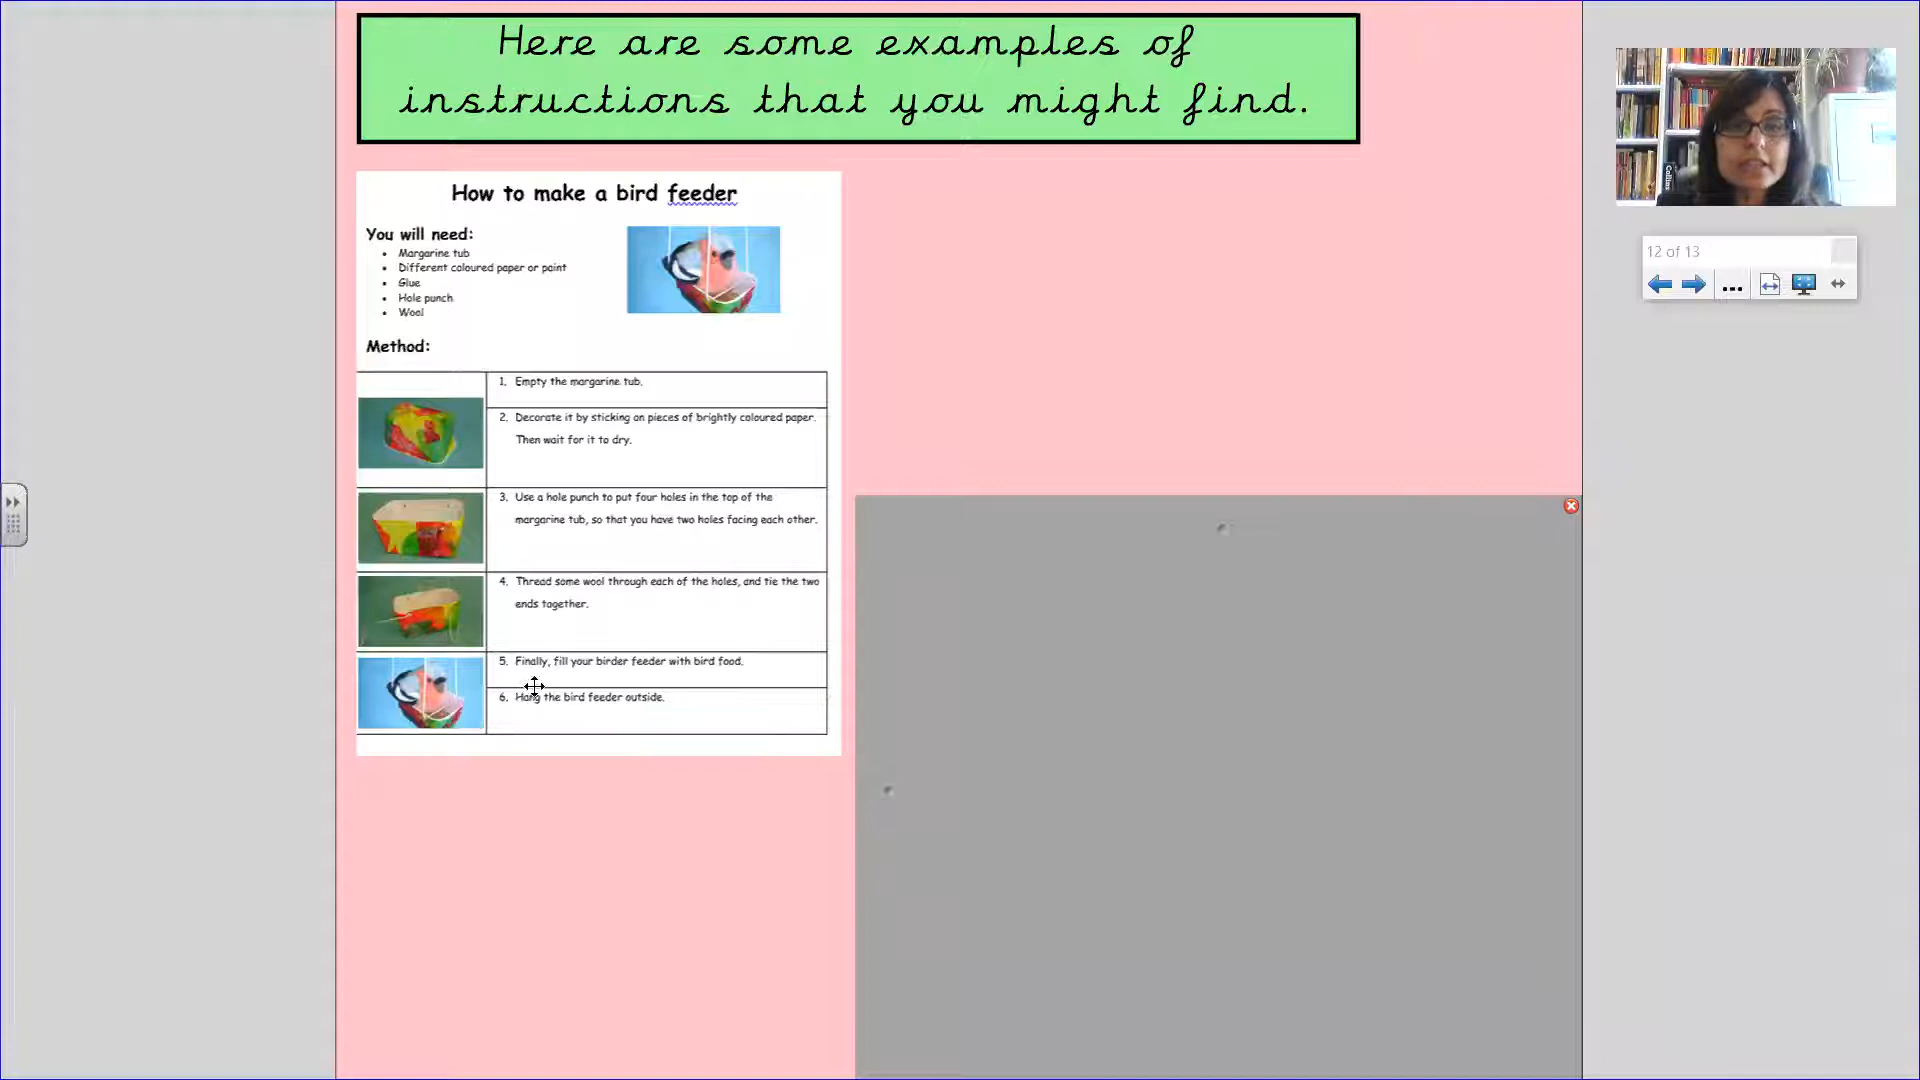 Here are some examples of
instructions that you might find.
How to make a bird feeder
You will need:
• Margarine tub
• Different coloured paper or paint
• Glue
• Hole punch
• Wool
Method:
1. Empty the margarine tub.
2. Decorate it by sticking on pieces of brightly coloured paper.
Then wait for it to dry.
3. Use a hole punch to put four holes in the top of the
margarine tub, so that you have two holes facing each other.
4. Thread some wool through each of the holes, and tie the two
ends together.
5. Finally, fill your birder feeder with bird food.
6. Hang the bird feeder outside.
Collins
12 of 13
...